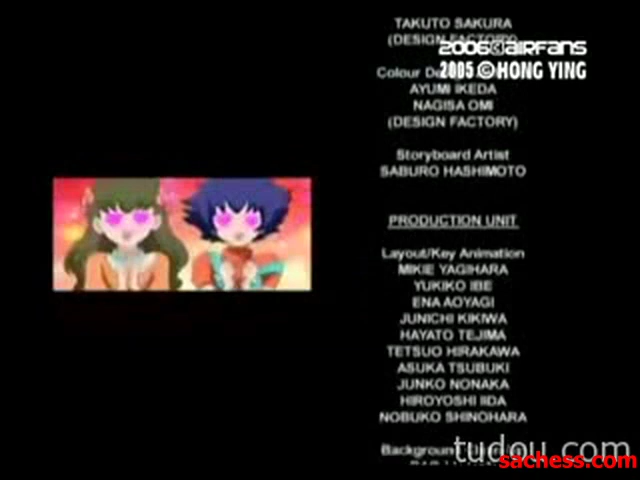 TAKUTO SAKURA
(DESIGN FACTORY)
2006©AIRFANS
Colour
2005 ©HONG YING
AYUMI IKEDA
NAGISA OMI
(DESIGN FACTORY)
Storyboard Artist
SABURO HASHIMOTO
PRODUCTION UNIT
Layout/Key Animation
MIKIE YAGIHARA
YUKIKO IBE
ENA AOYAGI
JUNICHI KIKIWA
HAYATO TEJIMA
TETSUO HIRAKAWA
ASUKA TSUBUKI
JUNKO NONAKA
HIROYOSHI IIDA
NOBUKO SHINOHARA
Background
tudou.com
sachess.com